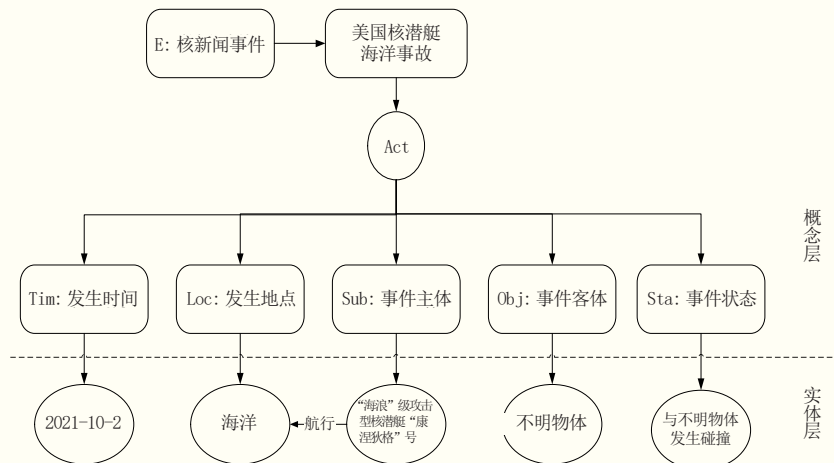 E: 核新闻事件
美国核潜艇
海洋事故
Act
概念层
Tim: 发生时间
Loc: 发生地点
Sub: 事件主体
Obj: 事件客体
Sta: 事件状态
2021-10-2
海洋
航行
“海浪”级攻击
型核潜艇“康
涅狄格”号
不明物体
与不明物体
发生碰撞
实体层